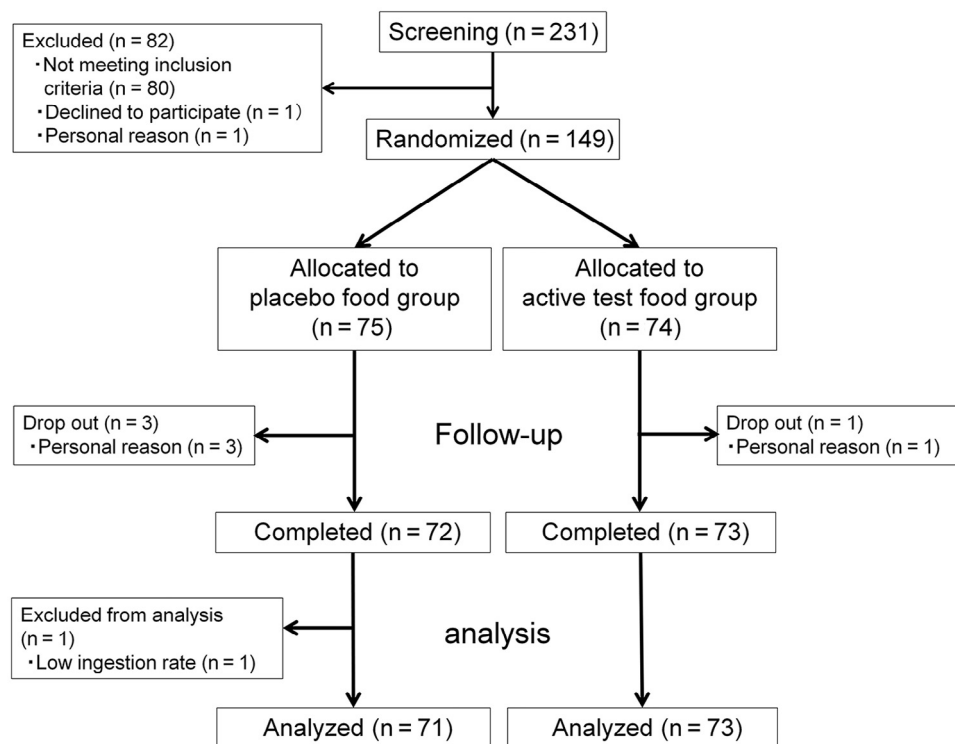 Screening (n = 231)
Excluded (n = 82)
・Not meeting inclusion
criteria (n = 80)
・Declined to participate (n = 1)
・Personal reason (n = 1)
Randomized (n = 149)
Allocated to
placebo food group
(n = 75)
Allocated to
active test food group
(n = 74)
Drop out (n = 3)
・Personal reason (n = 3)
Follow-up
Drop out (n = 1)
・Personal reason (n = 1)
Completed (n = 72)
Completed (n = 73)
Excluded from analysis
(n = 1)
・Low ingestion rate (n = 1)
analysis
Analyzed (n = 71)
Analyzed (n = 73)